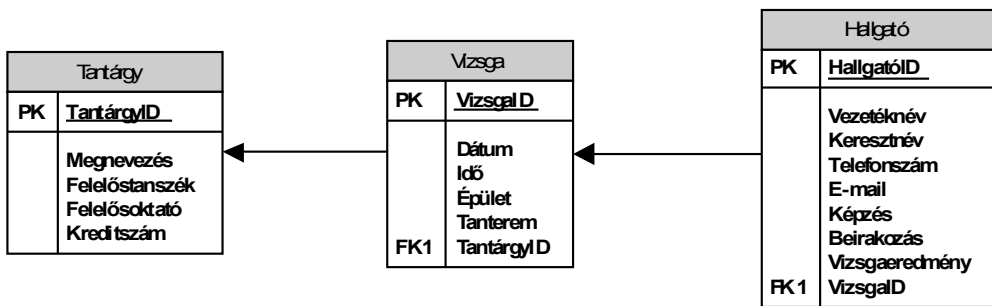 Tantárgy
PK TantárgyID
Megnevezés
Felelőstanszék
Felelősoktató
Kreditszám
Vizsga
PK VizsgaID
Dátum
Idő
Épület
Tanterem
FK1 TantárgyID
Hallgató
PK HallgatóID
Vezetéknév
Keresztnév
Telefonszám
E-mail
Képzés
Beirakozás
Vizsgaeredmény
FK1 VizsgaID